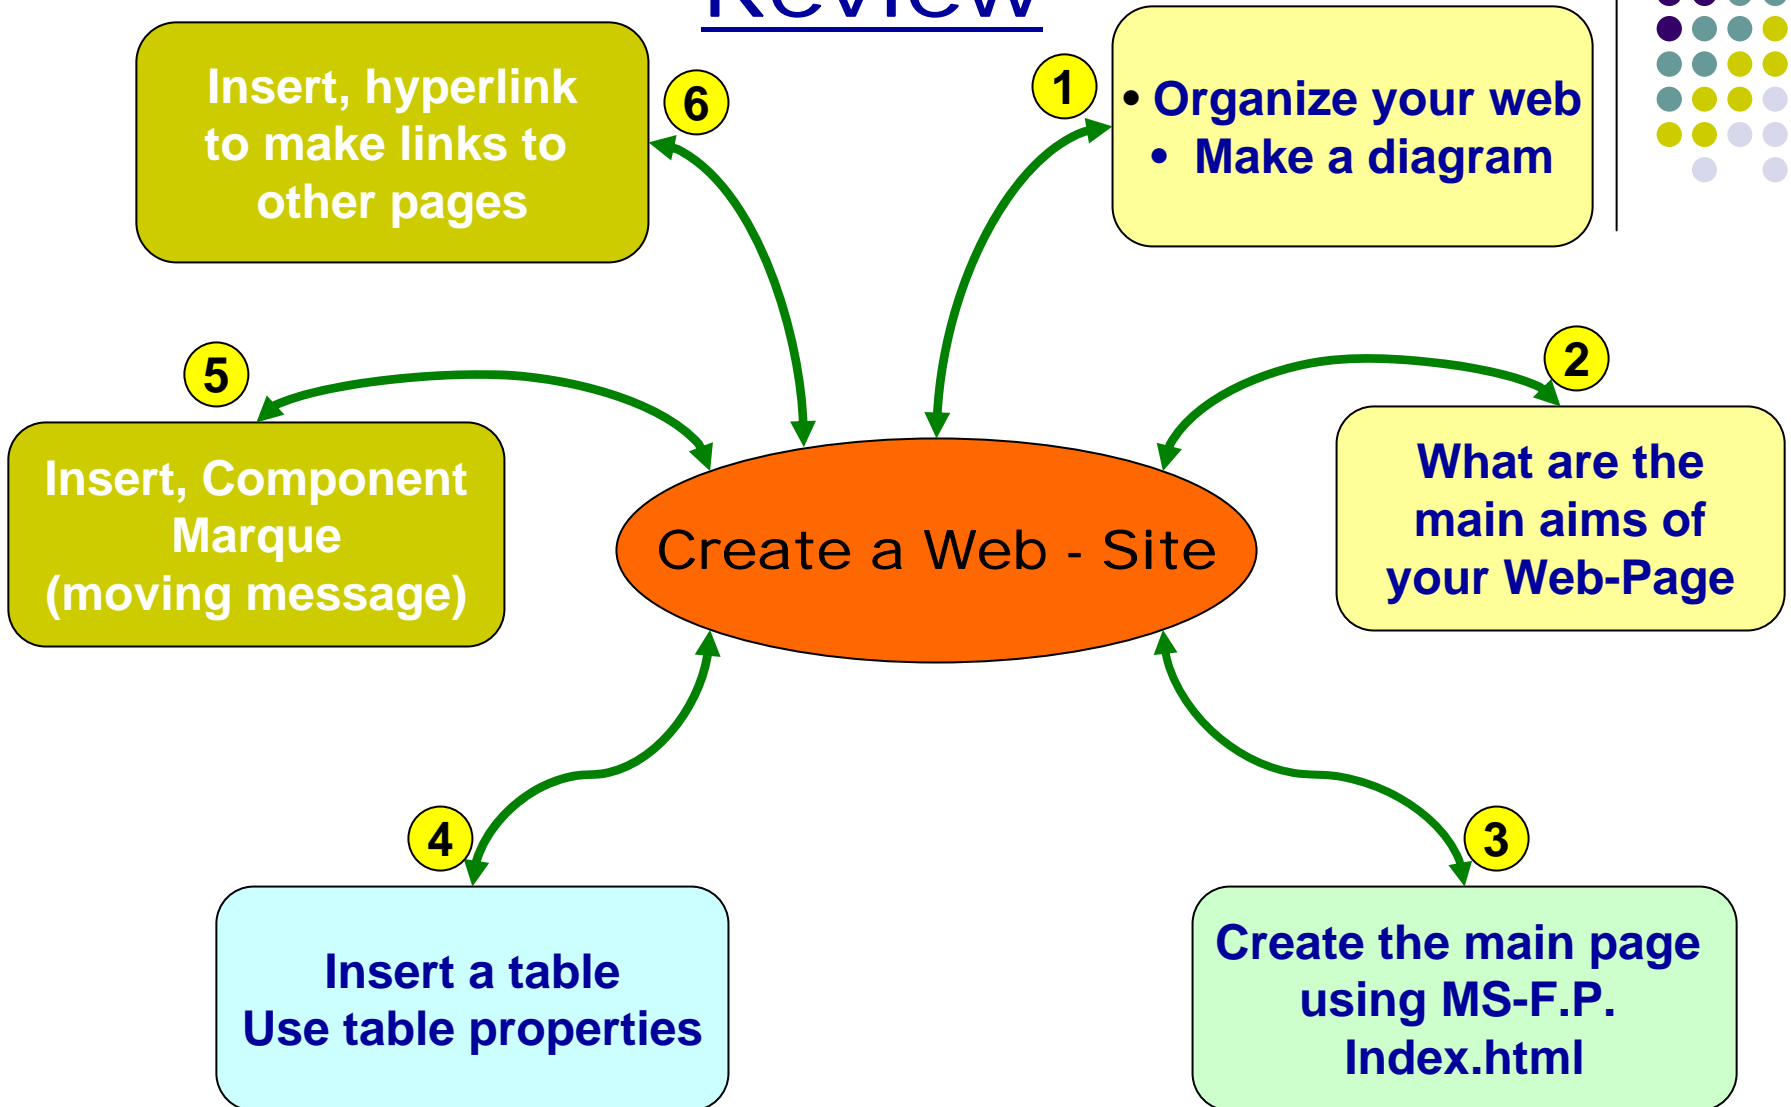 Review
1
• Organize your web
• Make a diagram
2
What are the
main aims of
your Web-Page
3
Create the main page
using MS-F.P.
Index.html
4
Insert a table
Use table properties
5
Insert, Component
Marque
(moving message)
6
Insert, hyperlink
to make links to
other pages
Create a Web - Site